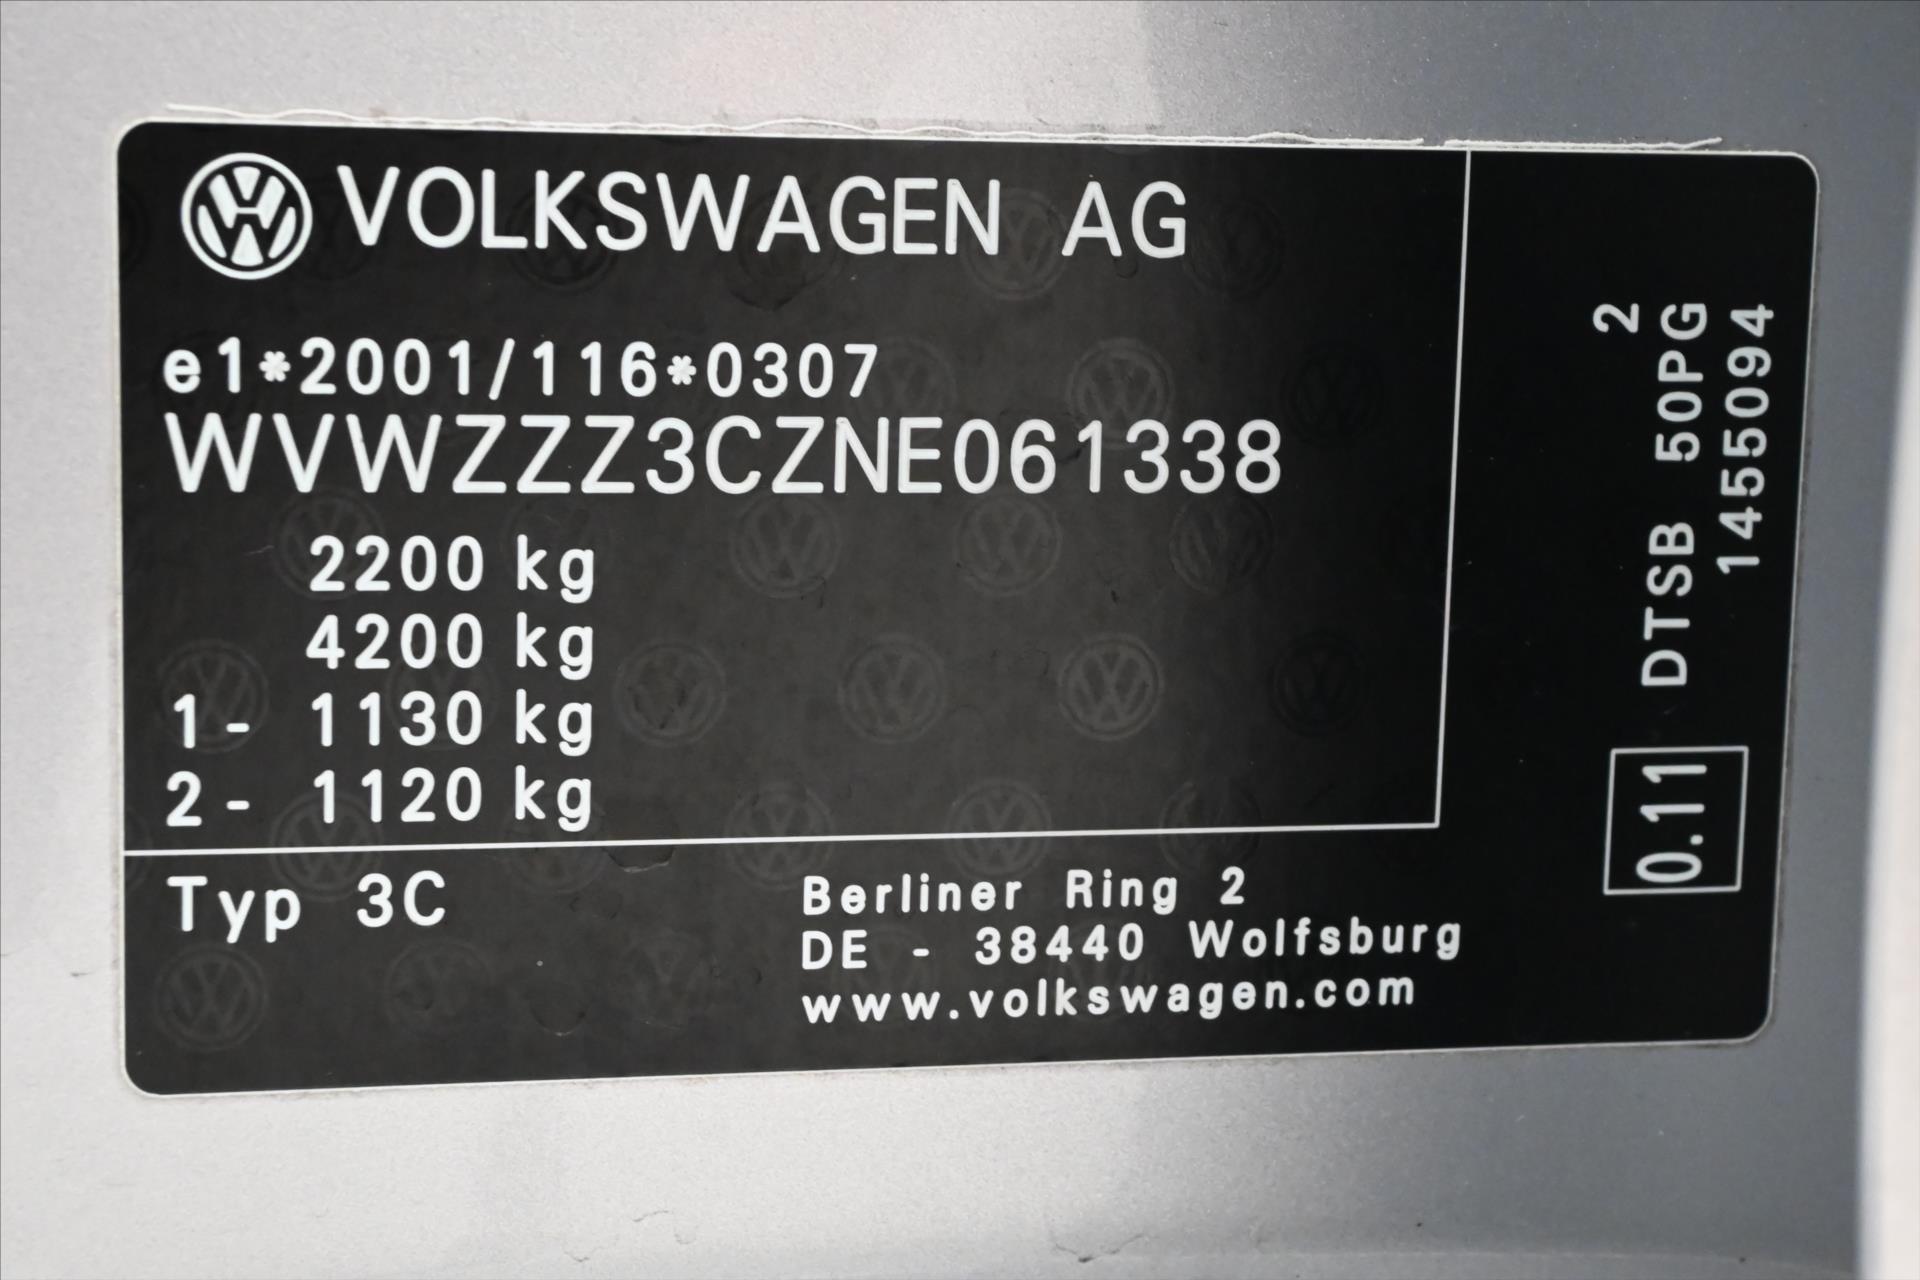 VOLKSWAGEN AG
e1*2001/116*0307
WVWZZZ3CZNE061338
2200 kg
4200 kg
1- 1130 kg
2- 1120 kg
Typ 3C
Berliner Ring 2
DE - 38440 Wolfsburg
www.volkswagen.com
2
0.11 DTSB 50PG
1455094